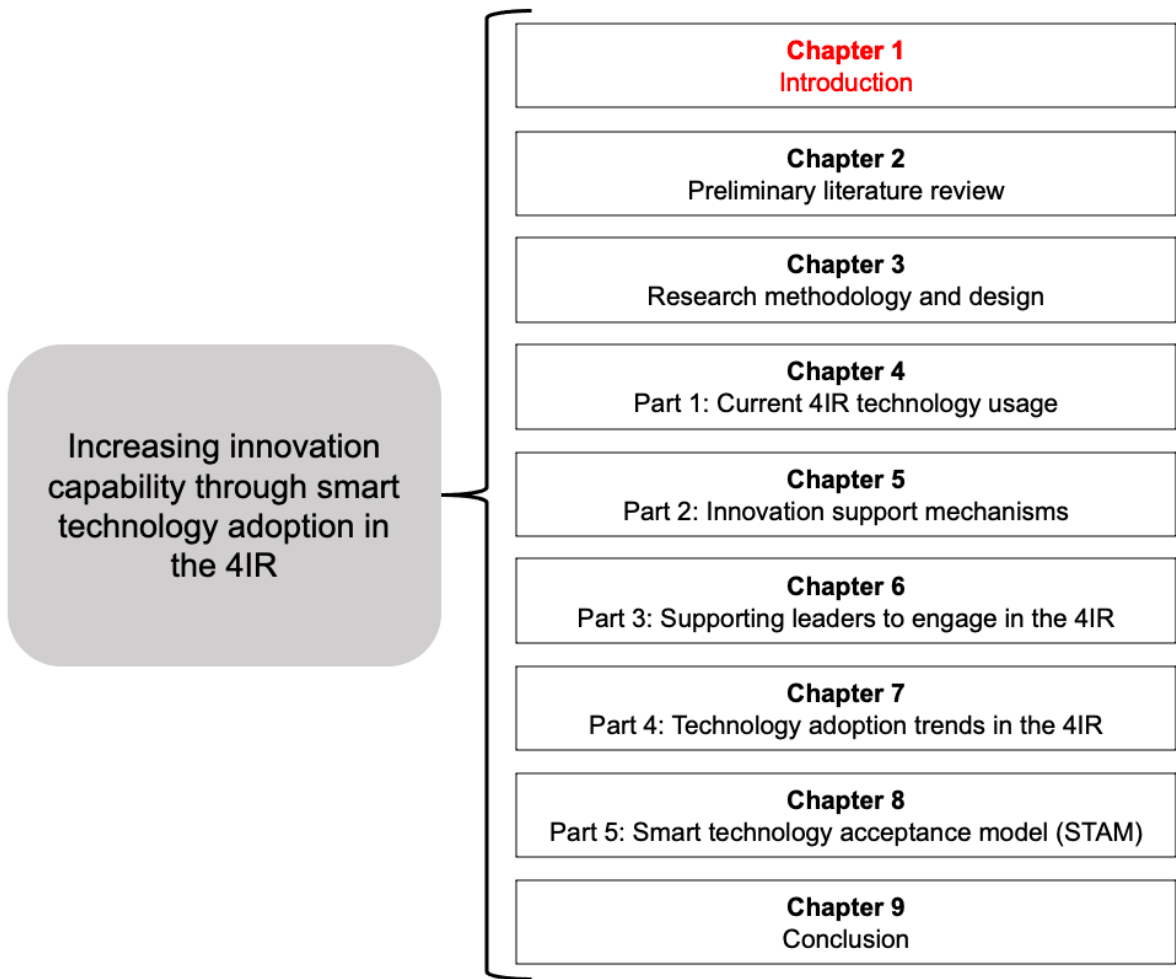 Increasing innovation
capability through smart
technology adoption in
the 4IR
Chapter 1
Introduction
Chapter 2
Preliminary literature review
Chapter 3
Research methodology and design
Chapter 4
Part 1: Current 4IR technology usage
Chapter 5
Part 2: Innovation support mechanisms
Chapter 6
Part 3: Supporting leaders to engage in the 4IR
Chapter 7
Part 4: Technology adoption trends in the 4IR
Chapter 8
Part 5: Smart technology acceptance model (STAM)
Chapter 9
Conclusion